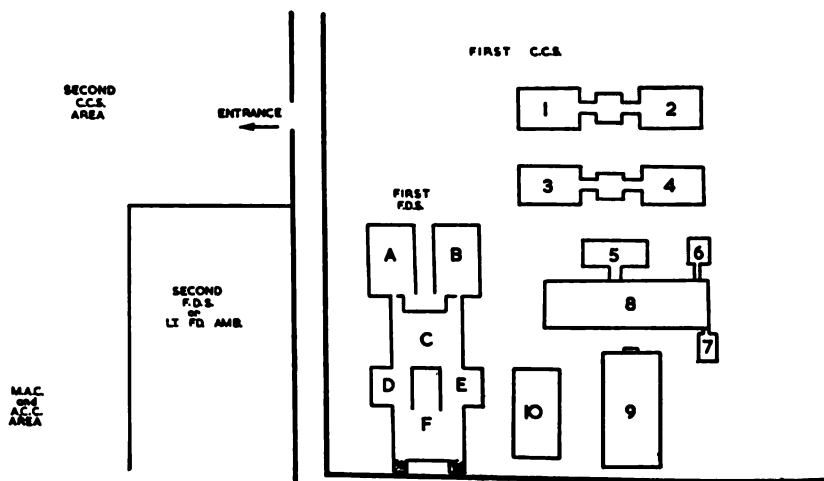 FIRST C.C.S.
SECOND
C.C.S.
AREA
ENTRANCE
1
2
3
4
FIRST
F.D.S.
A
B
5
6
SECOND
F.D.S.
or
LT. FD. AMB.
8
C
7
M.A.C.
and
A.C.C.
AREA
D
E
10
9
F